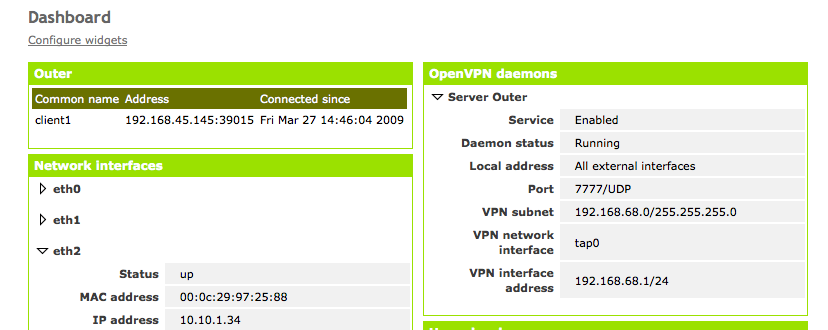 Dashboard
Configure widgets
Outer
Common name Address Connected since
client1 192.168.45.145:39015 Fri Mar 27 14:46:04 2009
Network interfaces
eth0
eth1
eth2
Status up
MAC address 00:0c:29:97:25:88
IP address 10.10.1.34
OpenVPN daemons
Server Outer
Service Enabled
Daemon status Running
Local address All external interfaces
Port 7777/UDP
VPN subnet 192.168.68.0/255.255.255.0
VPN network
interface tap0
VPN interface
address 192.168.68.1/24